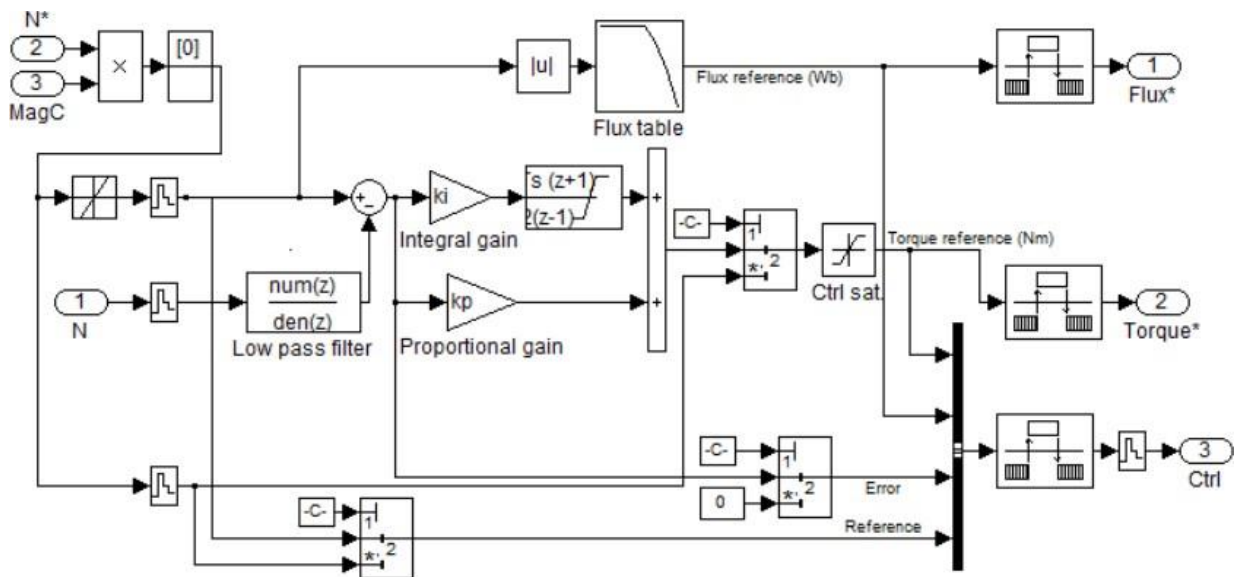 N*
2
3
MagC
×
[0]
|u|
Flux table
Flux reference (Wb)
1
Flux*
+
-
ki
Integral gain
Ts (z+1)
2(z-1)
+
+
-C-
1
2
*,
Ctrl sat.
Torque reference (Nm)
2
Torque*
1
N
num(z)
den(z)
Low pass filter
kp
Proportional gain
-C-
1
2
0
*,
Error
3
Ctrl
-C-
1
2
*,
Reference